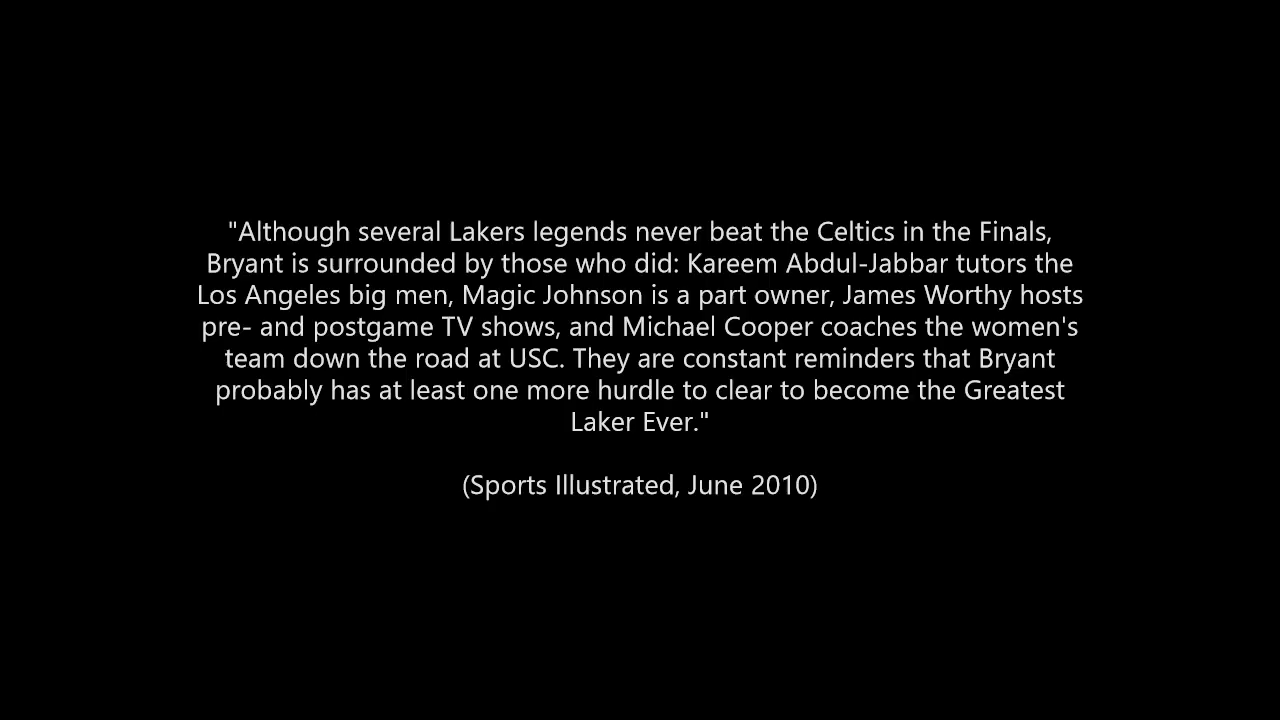 "Although several Lakers legends never beat the Celtics in the Finals,
Bryant is surrounded by those who did: Kareem Abdul-Jabbar tutors the
Los Angeles big men, Magic Johnson is a part owner, James Worthy hosts
pre- and postgame TV shows, and Michael Cooper coaches the women's
team down the road at USC. They are constant reminders that Bryant
probably has at least one more hurdle to clear to become the Greatest
Laker Ever."
(Sports Illustrated, June 2010)